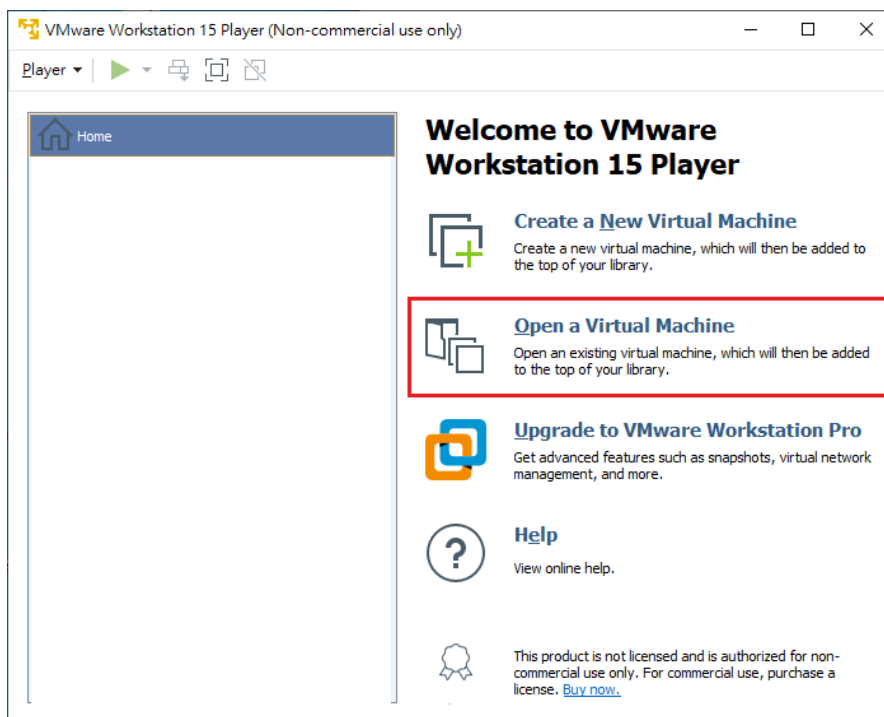 VMware Workstation 15 Player (Non-commercial use only)
Player
Home
Welcome to VMware
Workstation 15 Player
Create a New Virtual Machine
Create a new virtual machine, which will then be added to
the top of your library.
Open a Virtual Machine
Open an existing virtual machine, which will then be added
to the top of your library.
Upgrade to VMware Workstation Pro
Get advanced features such as snapshots, virtual network
management, and more.
Help
View online help.
This product is not licensed and is authorized for non-
commercial use only. For commercial use, purchase a
license. Buy now.